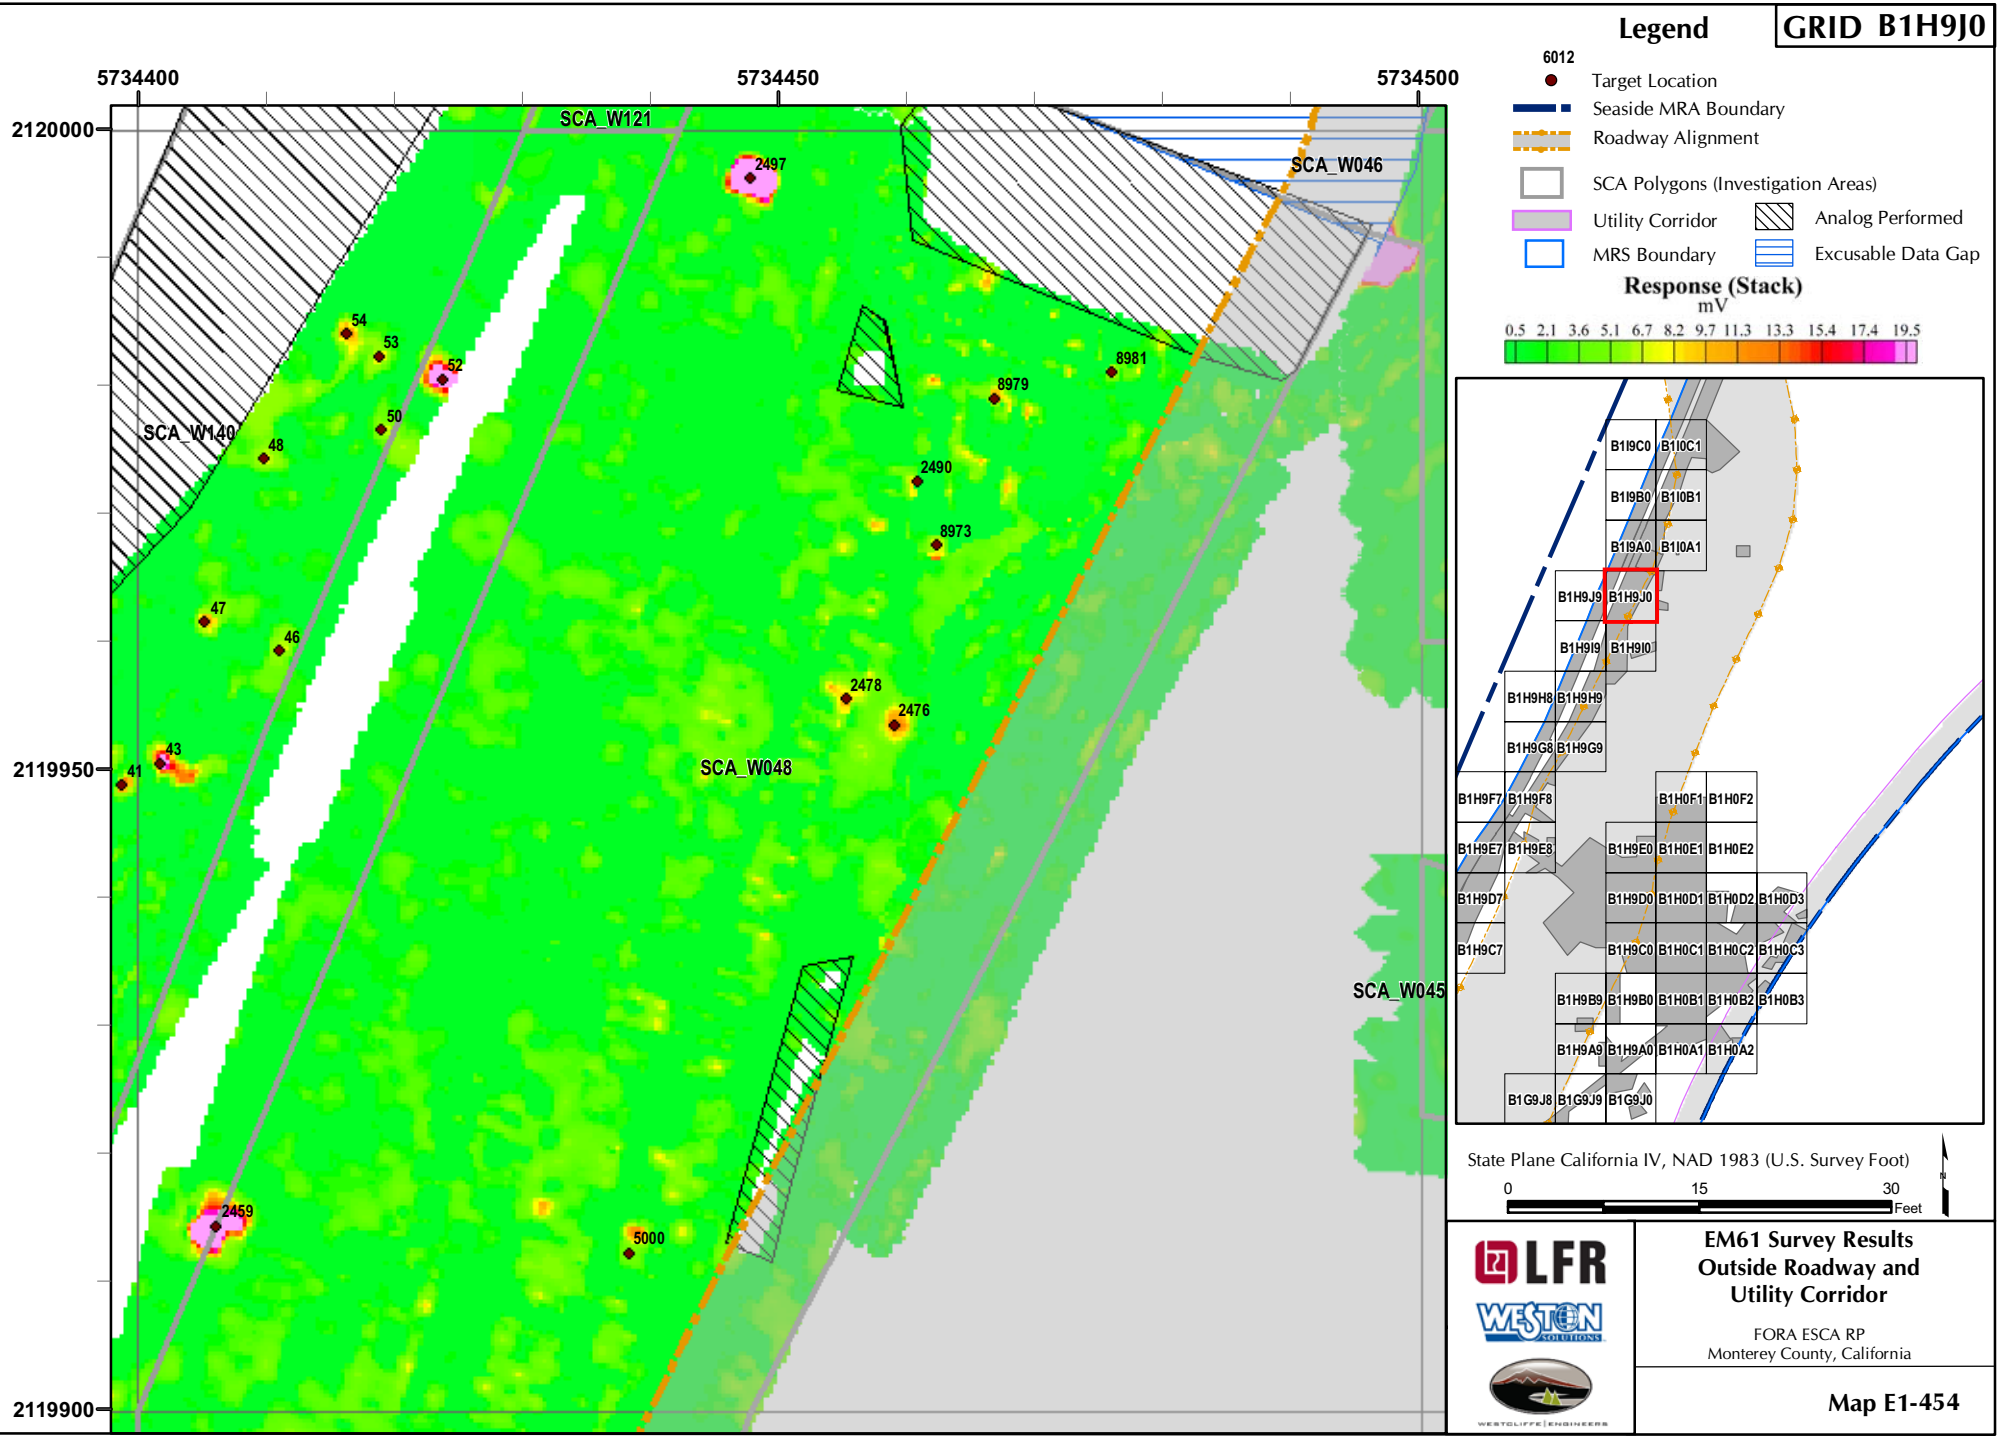 GRID B1H9J0
Legend
6012
Target Location
Seaside MRA Boundary
Roadway Alignment
SCA Polygons (Investigation Areas)
Utility Corridor
Analog Performed
MRS Boundary
Excusable Data Gap
Response (Stack)
mV
0.5 2.1 3.6 5.1 6.7 8.2 9.7 11.3 13.3 15.4 17.4 19.5
5734400
5734450
5734500
2120000
2119950
2119900
SCA_W121
SCA_W046
SCA_W140
SCA_W048
SCA_W045
2497
54
53
52
50
48
8981
8979
2490
8973
47
46
2478
2476
43
41
2459
5000
B1I9C0 B1I0C1
B1I9B0 B1I0B1
B1I9A0 B1I0A1
B1H9J9 B1H9J0
B1H9I9 B1H9I0
B1H9H8 B1H9H9
B1H9G8 B1H9G9
B1H9F7 B1H9F8 B1H0F1 B1H0F2
B1H9E7 B1H9E8 B1H9E0 B1H0E1 B1H0E2
B1H9D7 B1H9D0 B1H0D1 B1H0D2 B1H0D3
B1H9C7 B1H9C0 B1H0C1 B1H0C2 B1H0C3
B1H9B9 B1H9B0 B1H0B1 B1H0B2 B1H0B3
B1H9A9 B1H9A0 B1H0A1 B1H0A2
B1G9J8 B1G9J9 B1G9J0
State Plane California IV, NAD 1983 (U.S. Survey Foot)
0 15 30
Feet
N
LFR
WESTON
SOLUTIONS
WESTCLIFFE ENGINEERS
EM61 Survey Results
Outside Roadway and
Utility Corridor
FORA ESCA RP
Monterey County, California
Map E1-454